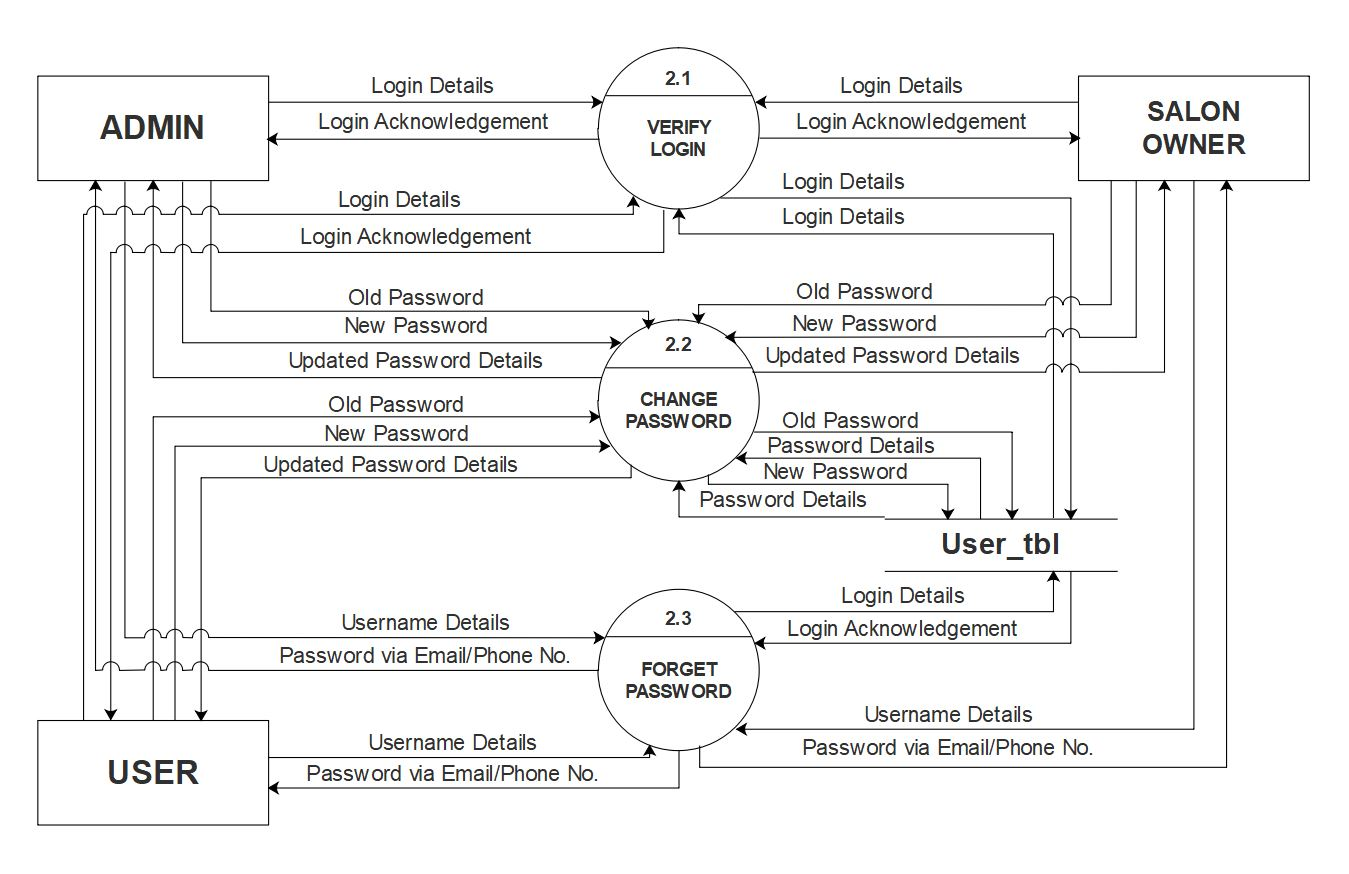 2.1
Login Details
Login Details
ADMIN
SALON
OWNER
Login Acknowledgement
VERIFY
LOGIN
Login Acknowledgement
Login Details
Login Details
Login Details
Login Acknowledgement
Old Password
Old Password
New Password
New Password
2.2
Updated Password Details
Updated Password Details
CHANGE
PASSWORD
Old Password
Old Password
New Password
Password Details
Updated Password Details
New Password
Password Details
User_tbl
Login Details
2.3
Username Details
Login Acknowledgement
Password via Email/Phone No.
FORGET
PASSWORD
Username Details
Username Details
Password via Email/Phone No.
USER
Password via Email/Phone No.